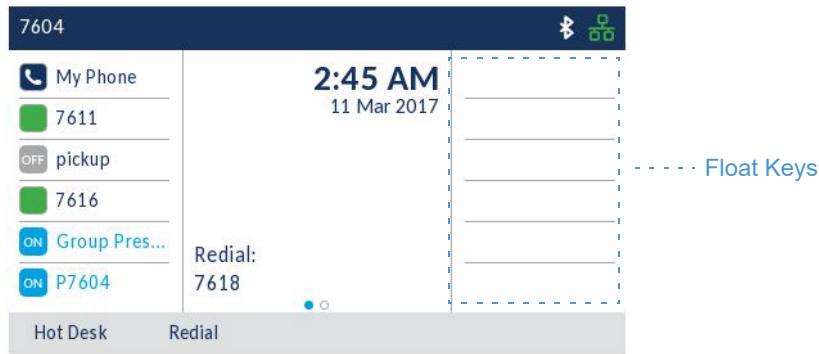 7604
My Phone
7611
OFF pickup
7616
ON Group Pres...
ON P7604
2:45 AM
11 Mar 2017
Redial:
7618
Float Keys
Hot Desk Redial